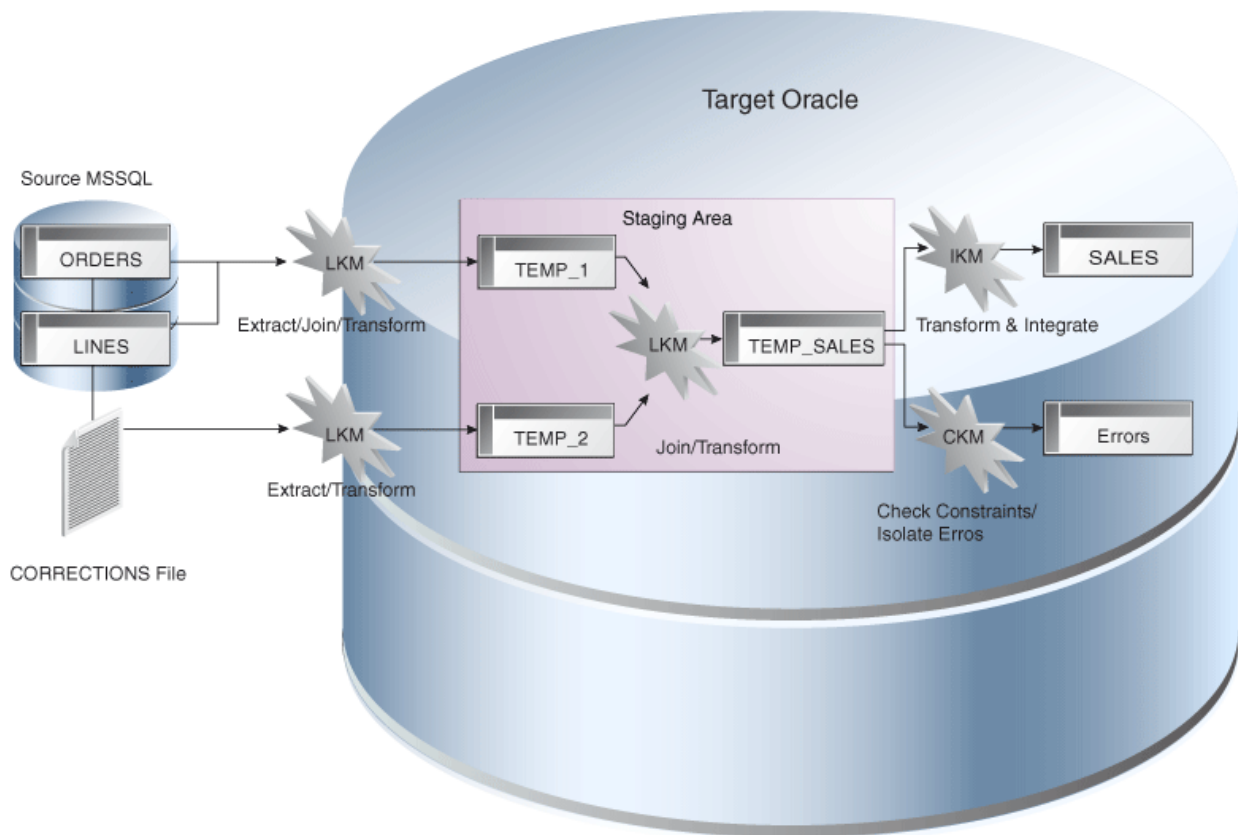 Target Oracle
Source MSSQL
ORDERS
LINES
CORRECTIONS File
LKM
Extract/Join/Transform
LKM
Extract/Transform
Staging Area
TEMP_1
TEMP_2
LKM
Join/Transform
TEMP_SALES
IKM
Transform & Integrate
SALES
CKM
Check Constraints/
Isolate Erros
Errors